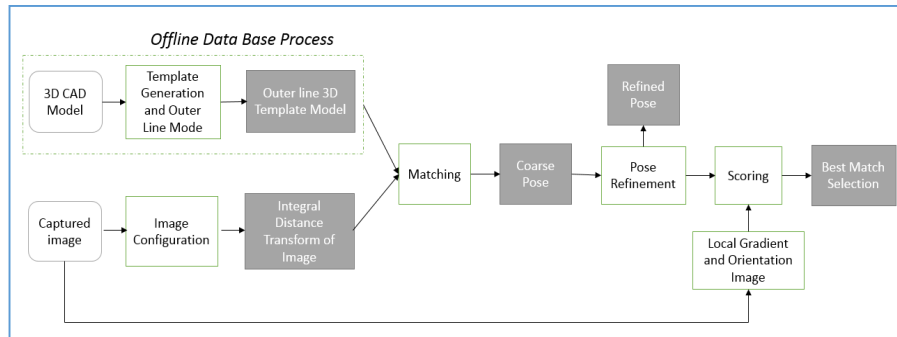 Offline Data Base Process
3D CAD
Model
Template
Generation
and Outer
Line Mode
Outer line 3D
Template Model
Refined
Pose
Matching
Coarse
Pose
Pose
Refinement
Scoring
Best Match
Selection
Captured
image
Image
Configuration
Integral
Distance
Transform of
Image
Local Gradient
and Orientation
Image